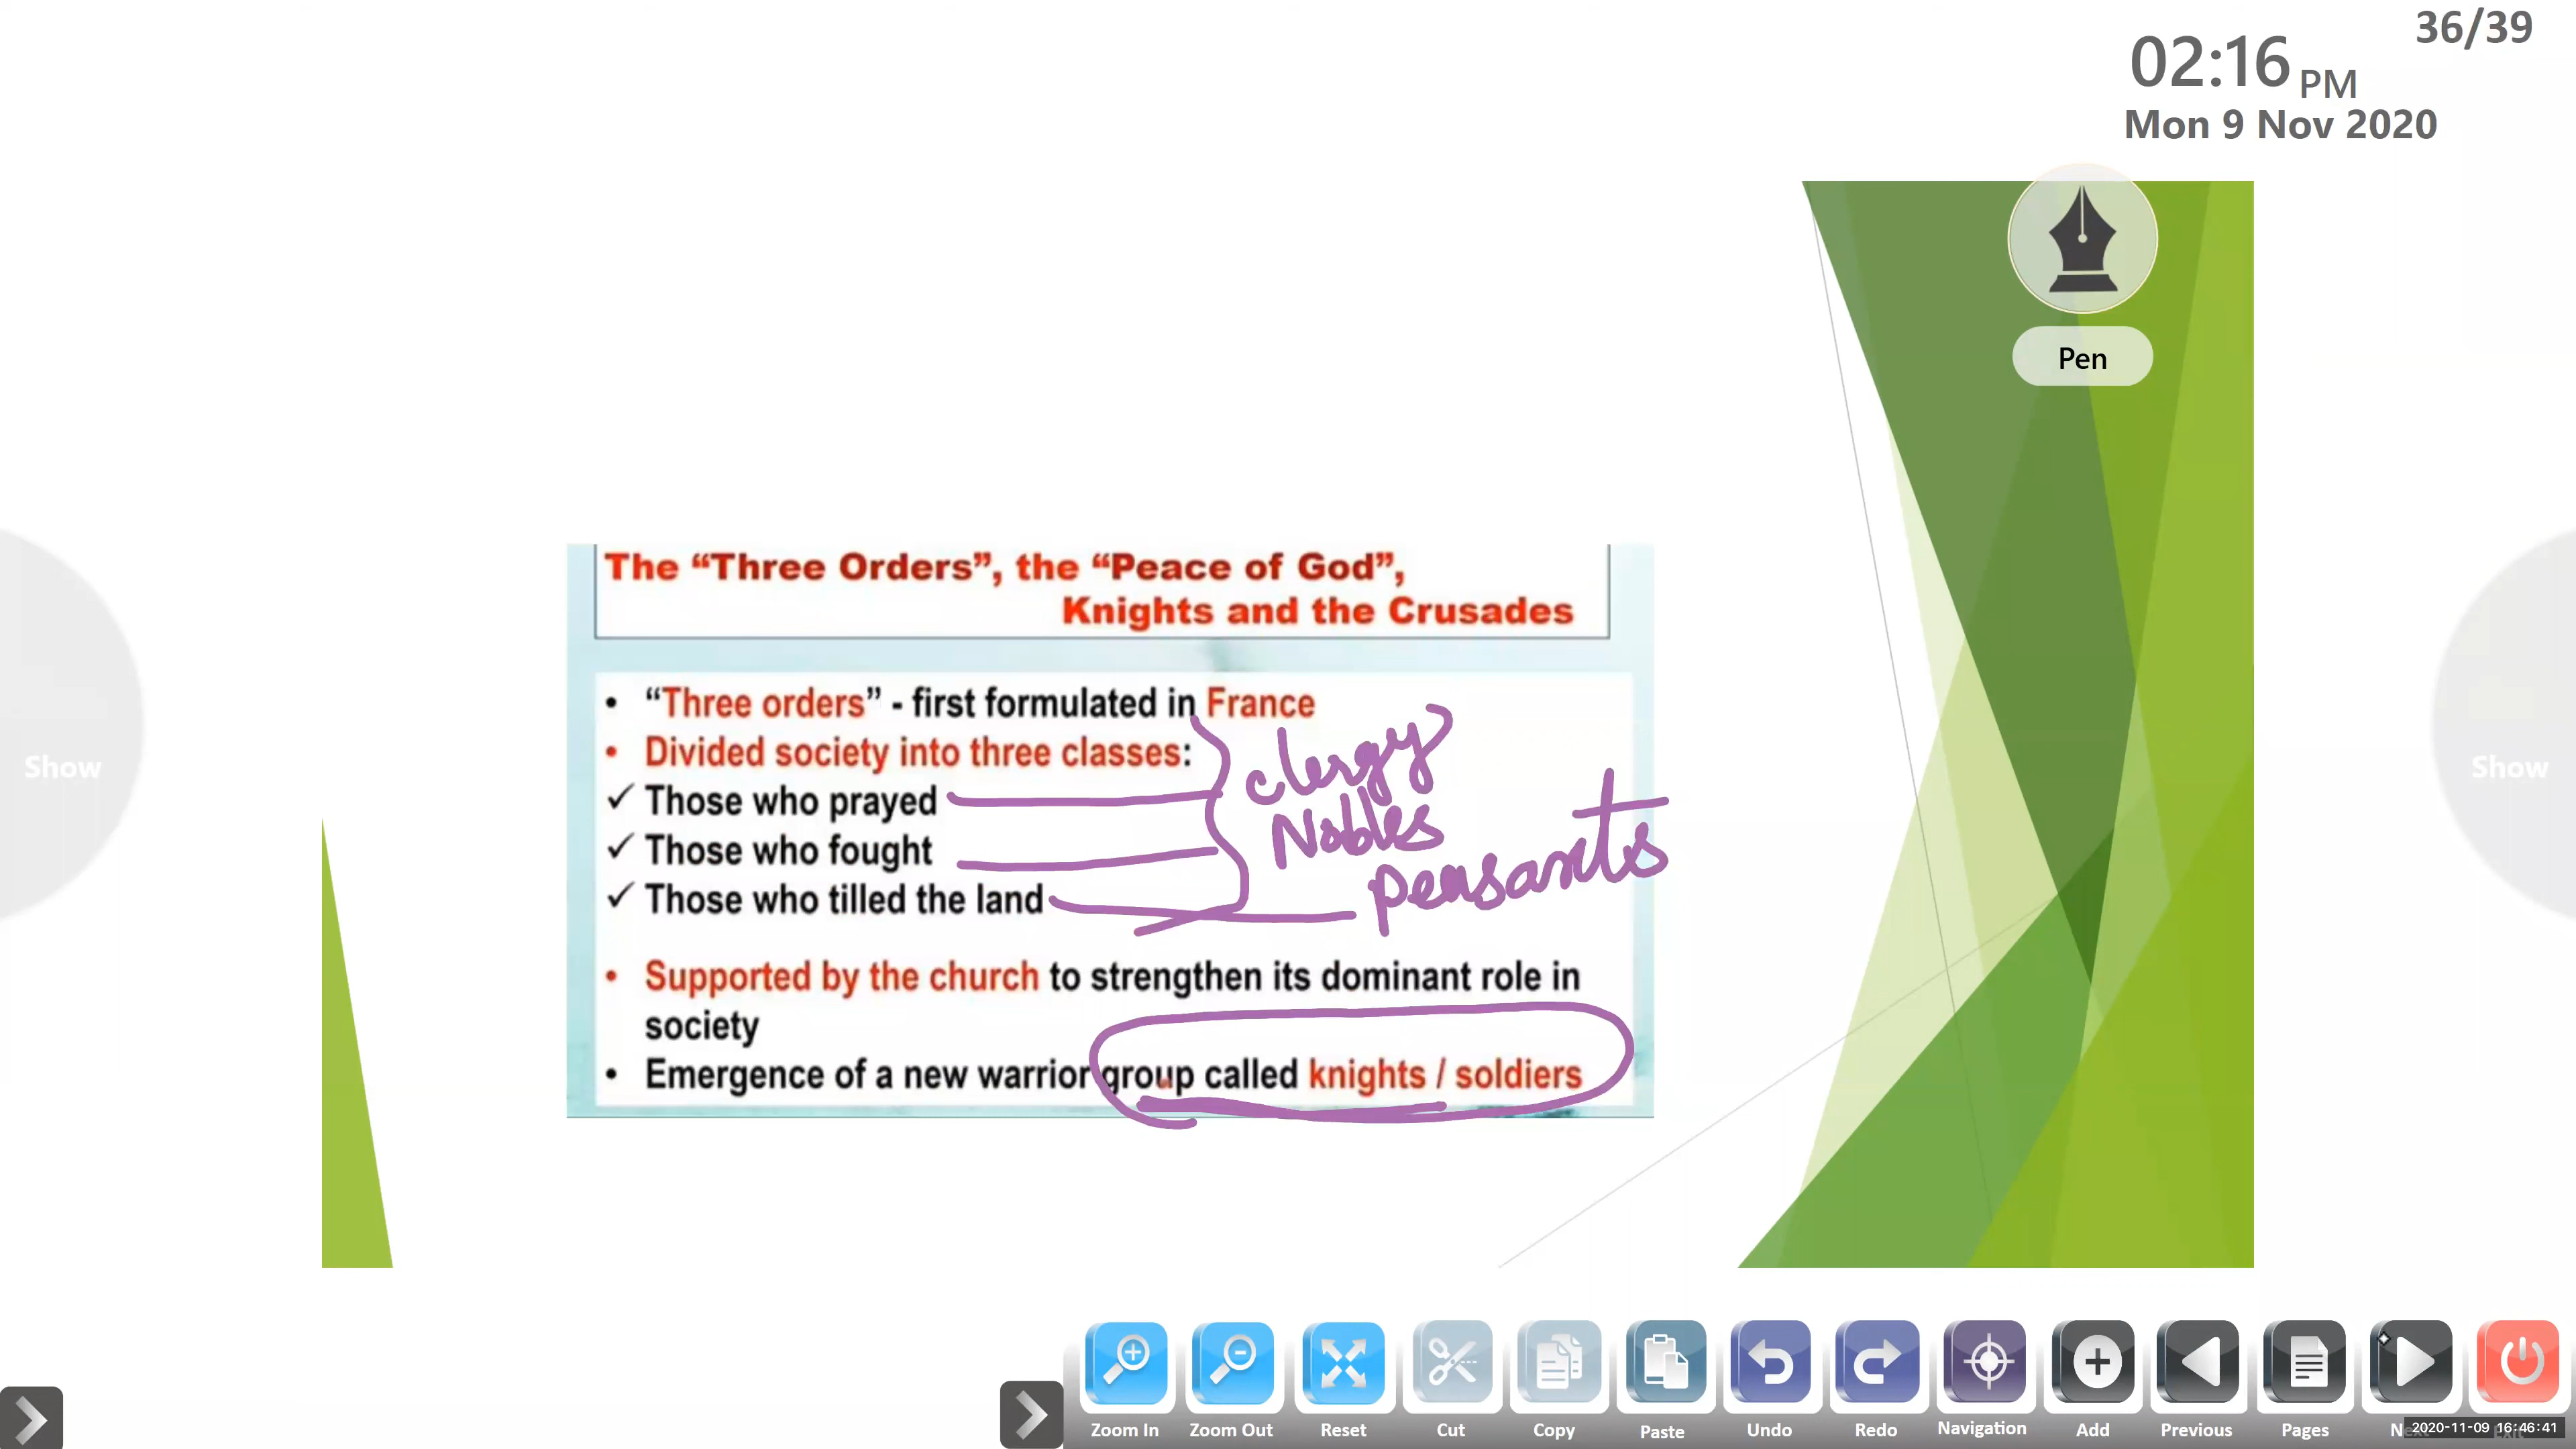 36/39
02:16 PM
Mon 9 Nov 2020
Pen
The “Three Orders”, the “Peace of God”,
Knights and the Crusades
• “Three orders” - first formulated in France
• Divided society into three classes:
✓ Those who prayed
✓ Those who fought
✓ Those who tilled the land
clergy
Nobles
peasants
• Supported by the church to strengthen its dominant role in
society
• Emergence of a new warrior group called knights / soldiers
Show
Show
Zoom In Zoom Out Reset Cut Copy Paste Undo Redo Navigation Add Previous Pages
2020-11-09 16:46:41